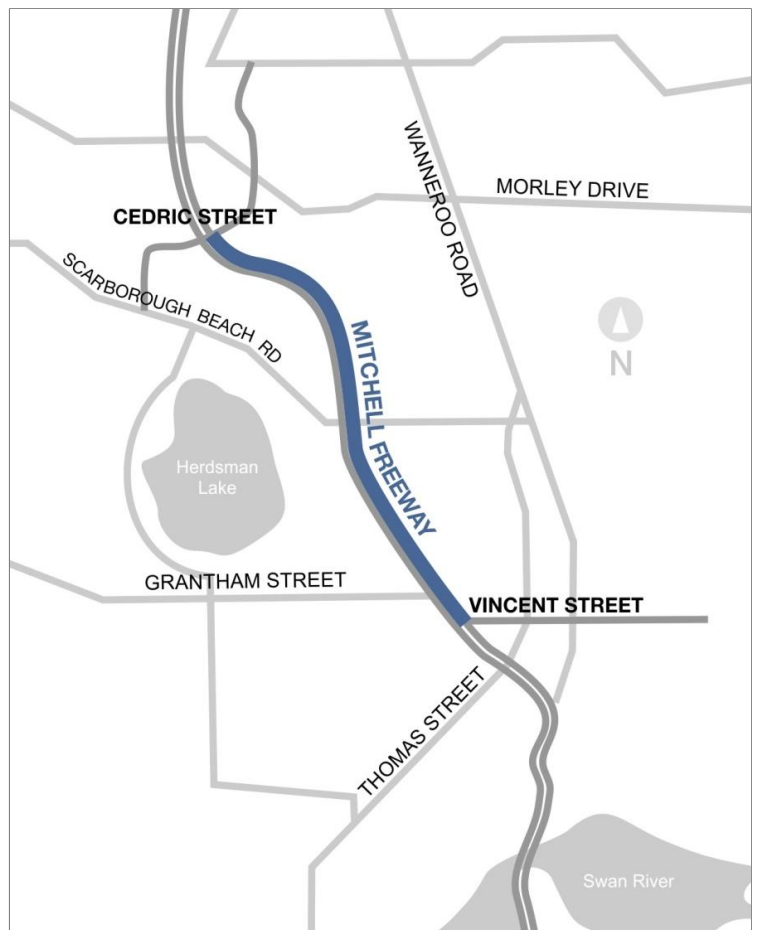 WANNEROO ROAD
MORLEY DRIVE
CEDRIC STREET
SCARBOROUGH BEACH RD
MITCHELL FREEWAY
N
Herdsman
Lake
GRANTHAM STREET
VINCENT STREET
THOMAS STREET
Swan River